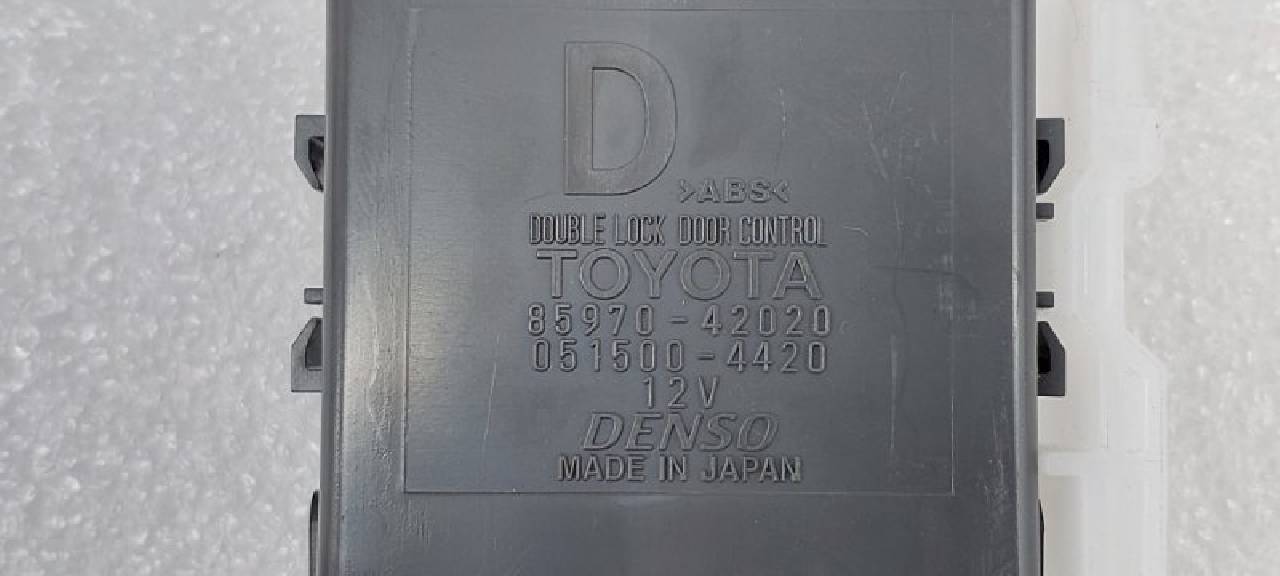 D
>ABS<
DOUBLE LOCK DOOR CONTROL
TOYOTA
85970-42020
051500-4420
12V
DENSO
MADE IN JAPAN